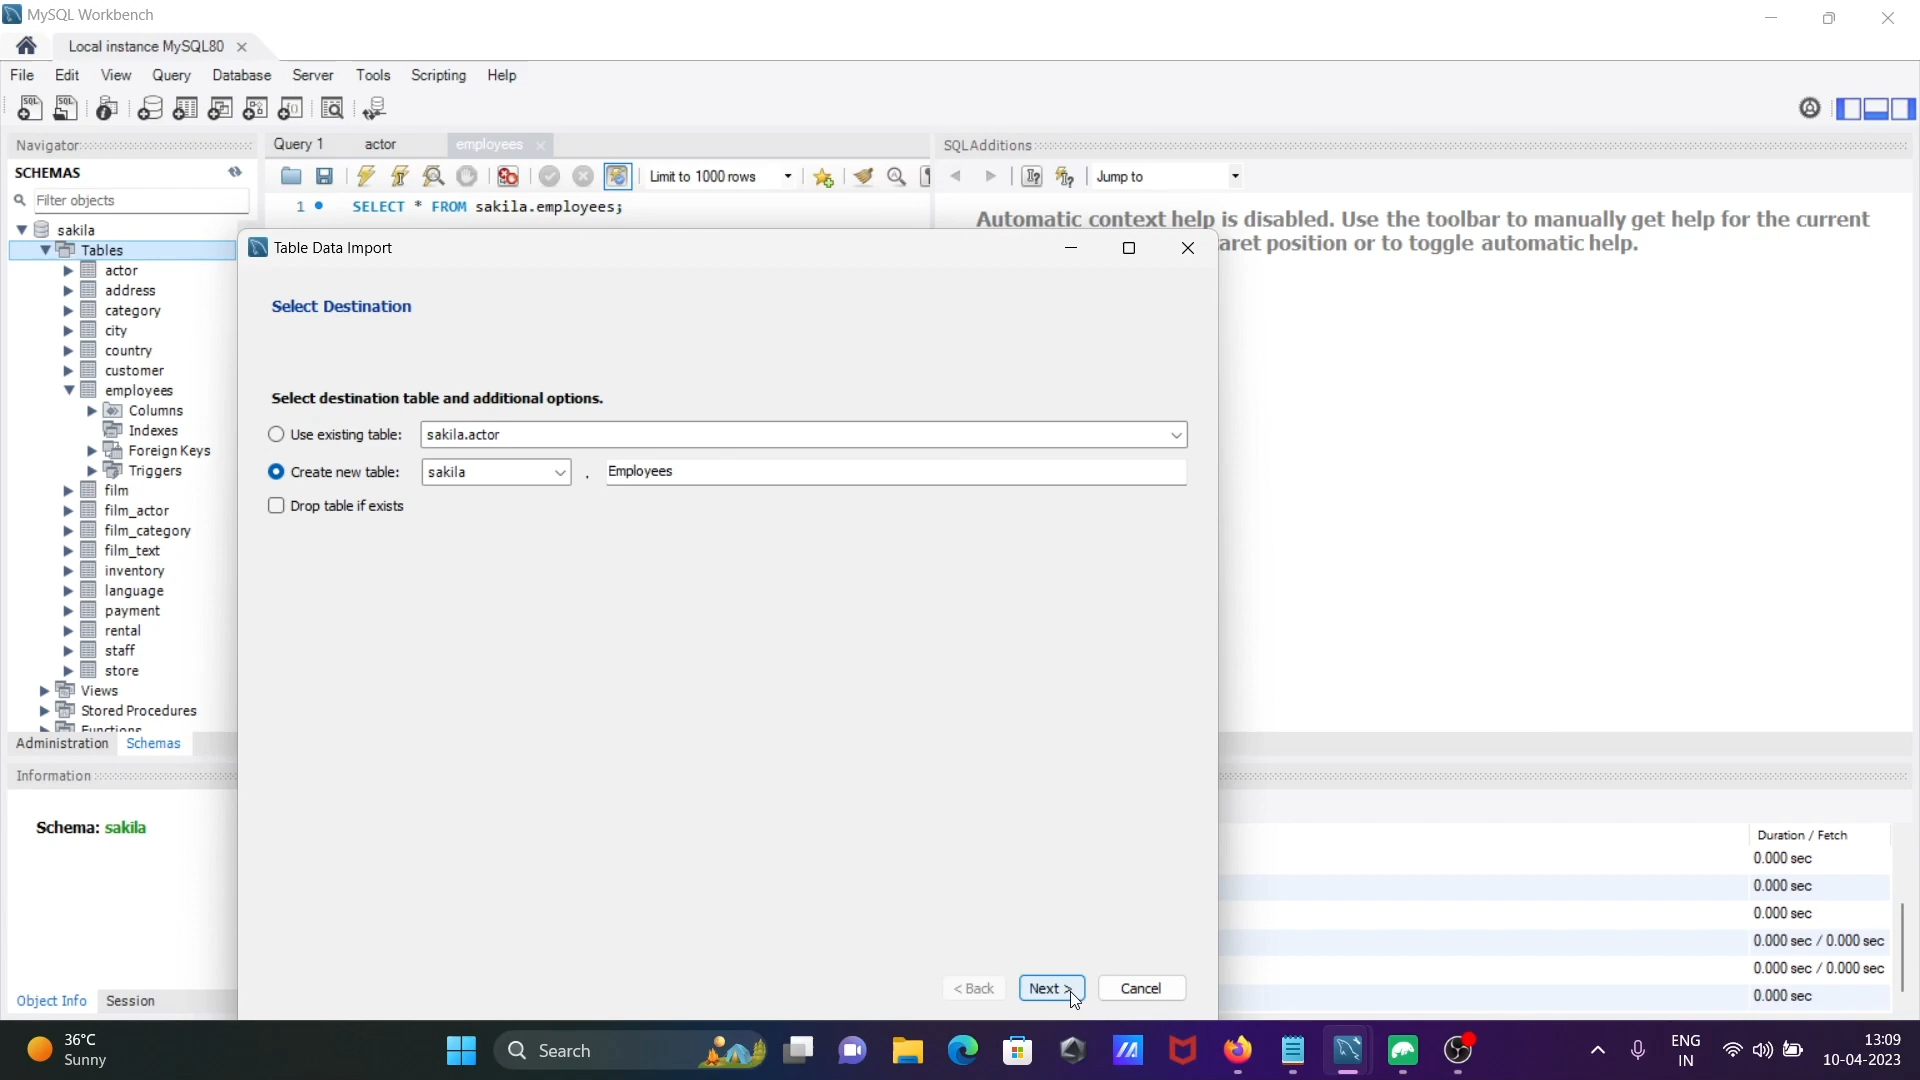 MySQL Workbench
Local instance MySQL80
File Edit View Query Database Server Tools Scripting Help
Navigator
SCHEMAS
Filter objects
sakila
Tables
actor
address
category
city
country
customer
employees
Columns
Indexes
Foreign Keys
Triggers
film
film_actor
film_category
film_text
inventory
language
payment
rental
staff
store
Views
Stored Procedures
Functions
Administration Schemas
Information
Schema: sakila
Object Info Session
Query 1 actor employees
Limit to 1000 rows
1 SELECT * FROM sakila.employees;
SQLAdditions
Jump to
Automatic context help is disabled. Use the toolbar to manually get help for the current
aret position or to toggle automatic help.
Table Data Import
Select Destination
Select destination table and additional options.
Use existing table: sakila.actor
Create new table: sakila . Employees
Drop table if exists
< Back Next > Cancel
Duration / Fetch
0.000 sec
0.000 sec
0.000 sec
0.000 sec / 0.000 sec
0.000 sec / 0.000 sec
0.000 sec
36°C
Sunny
Search
ENG
IN
13:09
10-04-2023